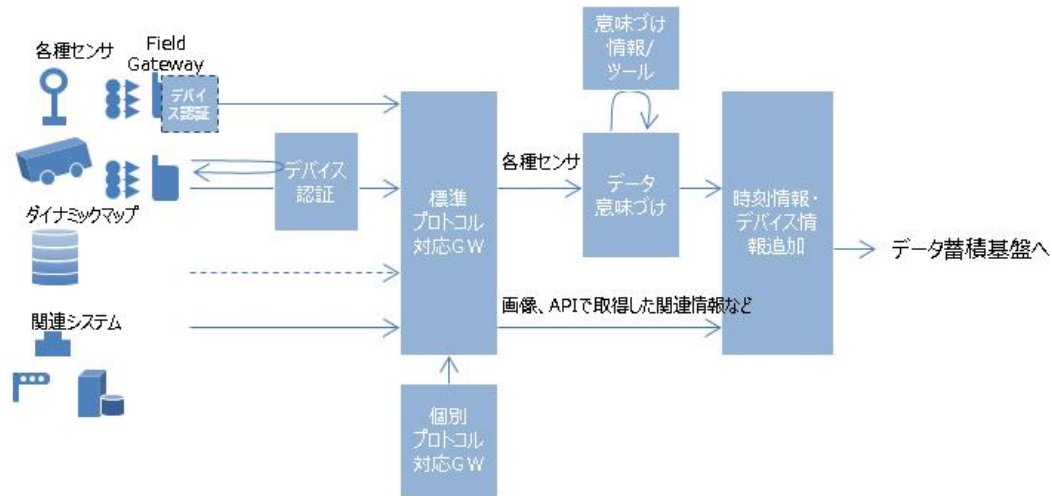 各種センサ
Field
Gateway
デバイ
ス認証
ダイナミックマップ
関連システム
デバイス
認証
標準
プロトコル
対応GW
個別
プロトコル
対応GW
各種センサ
意味づけ
情報/
ツール
データ
意味づけ
画像、APIで取得した関連情報など
時刻情報・
デバイス情
報追加
データ蓄積基盤へ